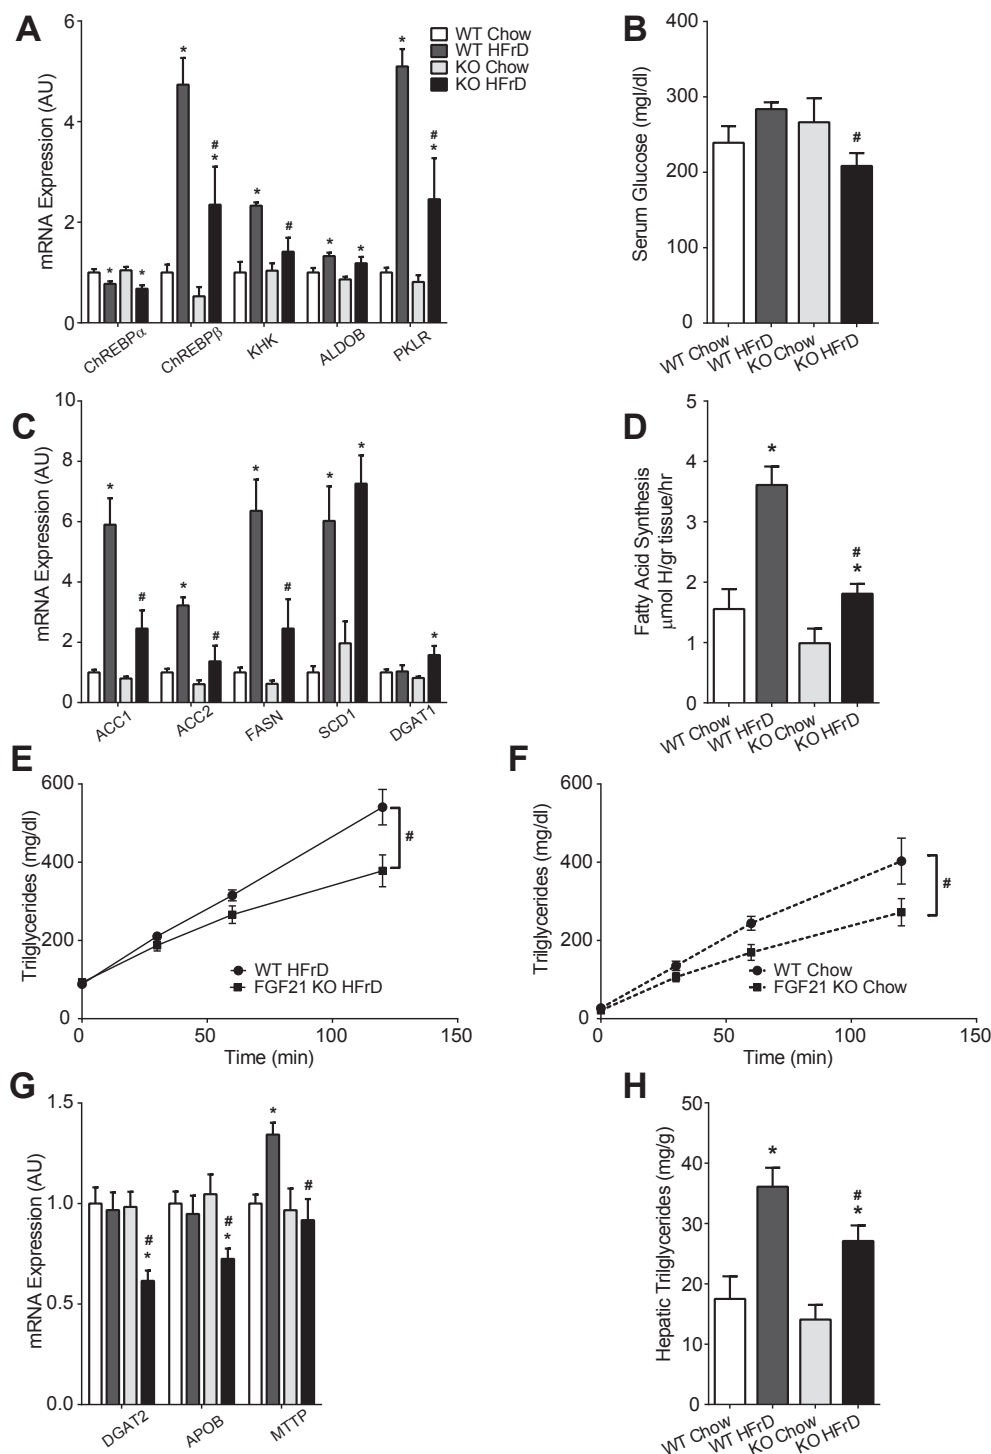 A
mRNA Expression (AU)
6
4
2
0
WT Chow
WT HFrD
KO Chow
KO HFrD
*
*
*
#
*
*
#
*
*
*
#
*
ChREBPα
ChREBPβ
KHK
ALDOB
PKLR
B
Serum Glucose (mgl/dl)
400
300
200
100
0
#
WT Chow
WT HFrD
KO Chow
KO HFrD
C
mRNA Expression (AU)
10
8
6
4
2
0
*
#
*
#
*
#
*
*
*
ACC1
ACC2
FASN
SCD1
DGAT1
D
Fatty Acid Synthesis
μmol H/gr tissue/hr
5
4
3
2
1
0
*
#
*
WT Chow
WT HFrD
KO Chow
KO HFrD
E
Trilglycerides (mg/dl)
600
400
200
0
#
WT HFrD
FGF21 KO HFrD
0
50
100
150
Time (min)
F
Trilglycerides (mg/dl)
600
400
200
0
#
WT Chow
FGF21 KO Chow
0
50
100
150
Time (min)
G
mRNA Expression (AU)
1.5
1.0
0.5
0.0
#
*
#
*
*
#
DGAT2
APOB
MTTP
H
Hepatic Trilglycerides (mg/g)
50
40
30
20
10
0
*
#
*
WT Chow
WT HFrD
KO Chow
KO HFrD